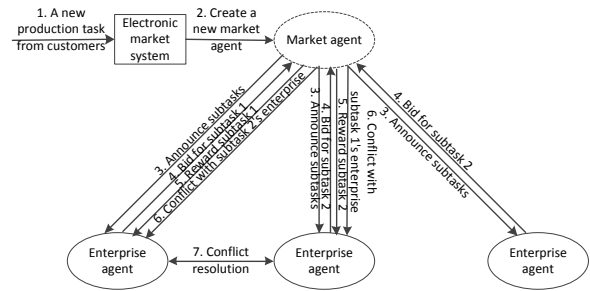 1. A new
production task
from customers
Electronic
market
system
2. Create a
new market
agent
Market agent
3. Announce subtasks
4. Bid for subtask 1
5. Reward subtask 1
6. Conflict with subtask 2's enterprise
3. Announce subtasks
4. Bid for subtask 2
5. Reward subtask 2
6. Conflict with
subtask 1's enterprise
4. Bid for subtask 2
3. Announce subtasks
Enterprise
agent
7. Conflict
resolution
Enterprise
agent
Enterprise
agent